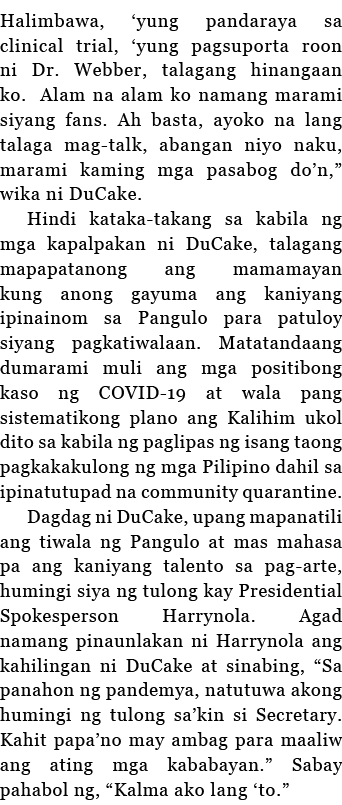 Halimbawa, ‘yung pandaraya sa
clinical trial, ‘yung pagsuporta roon
ni Dr. Webber, talagang hinangaan
ko. Alam na alam ko namang marami
siyang fans. Ah basta, ayoko na lang
talaga mag-talk, abangan niyo naku,
marami kaming mga pasabog do’n,”
wika ni DuCake.
Hindi kataka-takang sa kabila ng
mga kapalpakan ni DuCake, talagang
mapapatanong ang mamamayan
kung anong gayuma ang kaniyang
ipinainom sa Pangulo para patuloy
siyang pagkatiwalaan. Matatandaang
dumarami muli ang mga positibong
kaso ng COVID-19 at wala pang
sistematikong plano ang Kalihim ukol
dito sa kabila ng paglipas ng isang taong
pagkakakulong ng mga Pilipino dahil sa
ipinatutupad na community quarantine.
Dagdag ni DuCake, upang mapanatili
ang tiwala ng Pangulo at mas mahasa
pa ang kaniyang talento sa pag-arte,
humingi siya ng tulong kay Presidential
Spokesperson Harrynola. Agad
namang pinaunlakan ni Harrynola ang
kahilingan ni DuCake at sinabing, “Sa
panahon ng pandemya, natutuwa akong
humingi ng tulong sa’kin si Secretary.
Kahit papa’no may ambag para maaliw
ang ating mga kababayan.” Sabay
pahabol ng, “Kalma ako lang ‘to.”